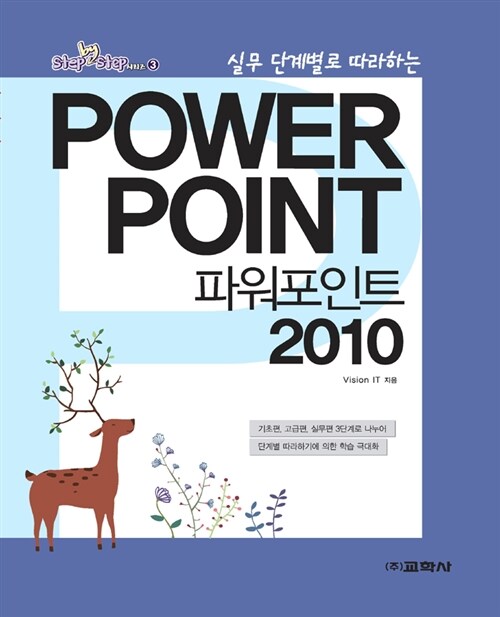 Step by Step 시리즈 3
실무 단계별로 따라하는
POWER
POINT
파워포인트
2010
Vision IT 지음
기초편, 고급편, 실무편 3단계로 나누어
단계별 따라하기에 의한 학습 극대화
(주)교학사